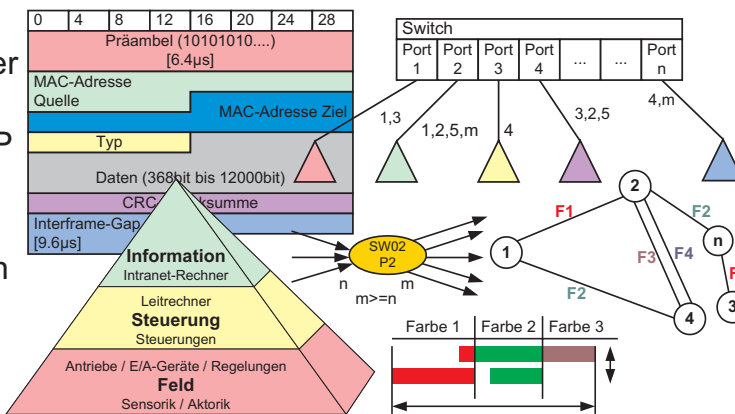 0 4 8 12 16 20 24 28
Präambel (10101010....)
[6.4µs]
MAC-Adresse
Quelle
MAC-Adresse Ziel
Typ
Daten (368bit bis 12000bit)
CRC ksumme
Interframe-Gap
[9.6µs]
er
P
n
Information
Intranet-Rechner
Leitrechner
Steuerung
Steuerungen
Antriebe / E/A-Geräte / Regelungen
Feld
Sensorik / Aktorik
Switch
Port Port Port Port ... ... Port
1 2 3 4 n
1,3
1,2,5,m
4
3,2,5
4,m
SW02
P2
n m
m>=n
1
2
n
4
3
F1
F2
F3
F4
F2
F
Farbe 1 Farbe 2 Farbe 3